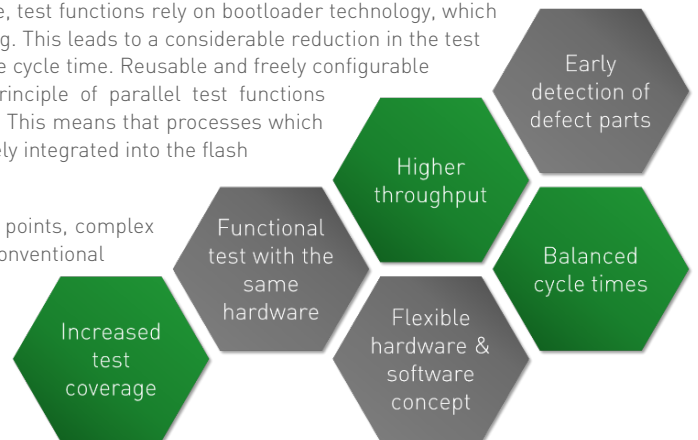 e, test functions rely on bootloader technology, which
g. This leads to a considerable reduction in the test
e cycle time. Reusable and freely configurable
rinciple of parallel test functions
This means that processes which
ely integrated into the flash
points, complex
onventional
Early
detection of
defect parts
Higher
throughput
Functional
test with the
same
hardware
Balanced
cycle times
Increased
test
coverage
Flexible
hardware &
software
concept